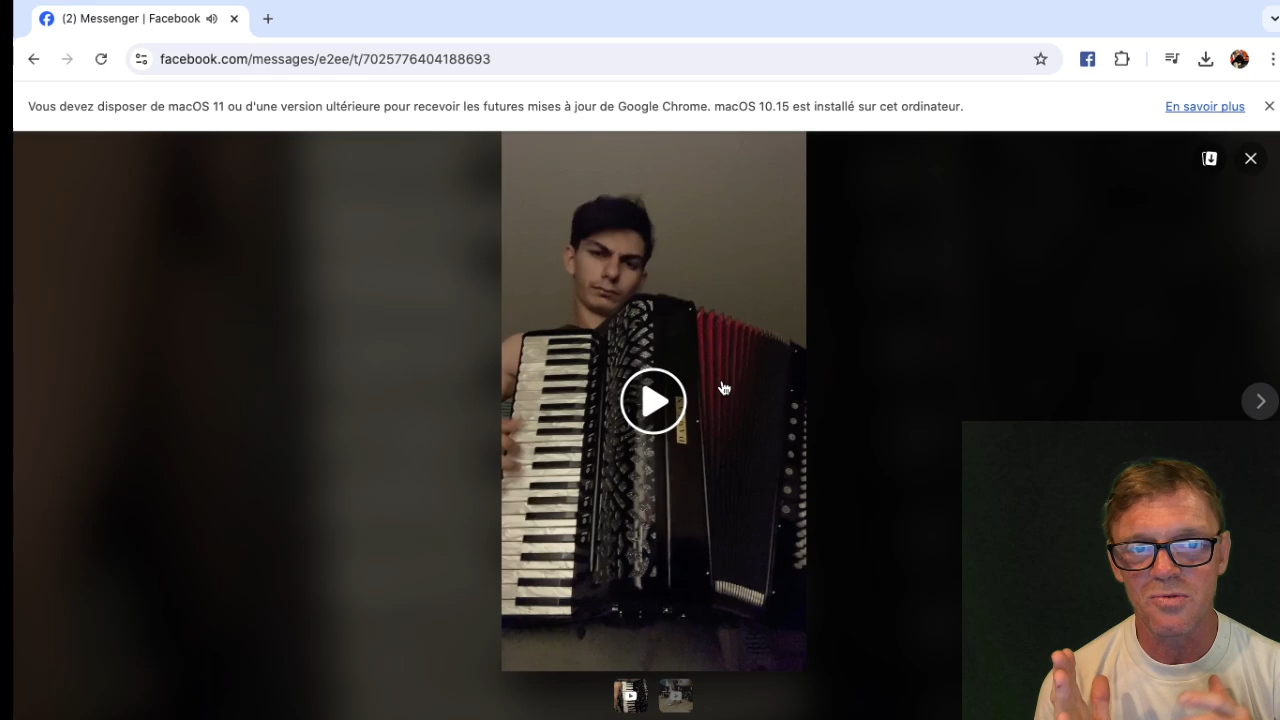 (2) Messenger | Facebook
facebook.com/messages/e2ee/t/7025776404188693
Vous devez disposer de macOS 11 ou d'une version ultérieure pour recevoir les futures mises à jour de Google Chrome. macOS 10.15 est installé sur cet ordinateur.
En savoir plus